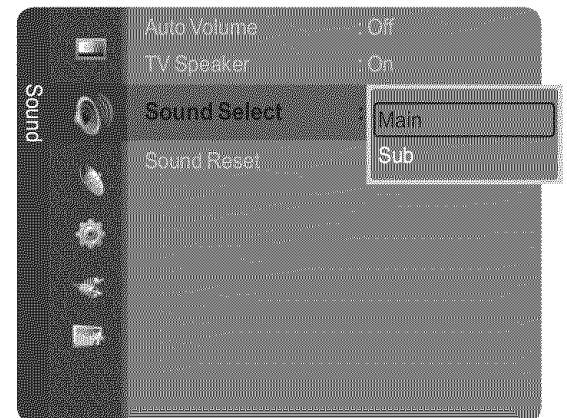 Sound
Auto Volume : Off
TV Speaker : On
Sound Select :
Main
Sub
Sound Reset